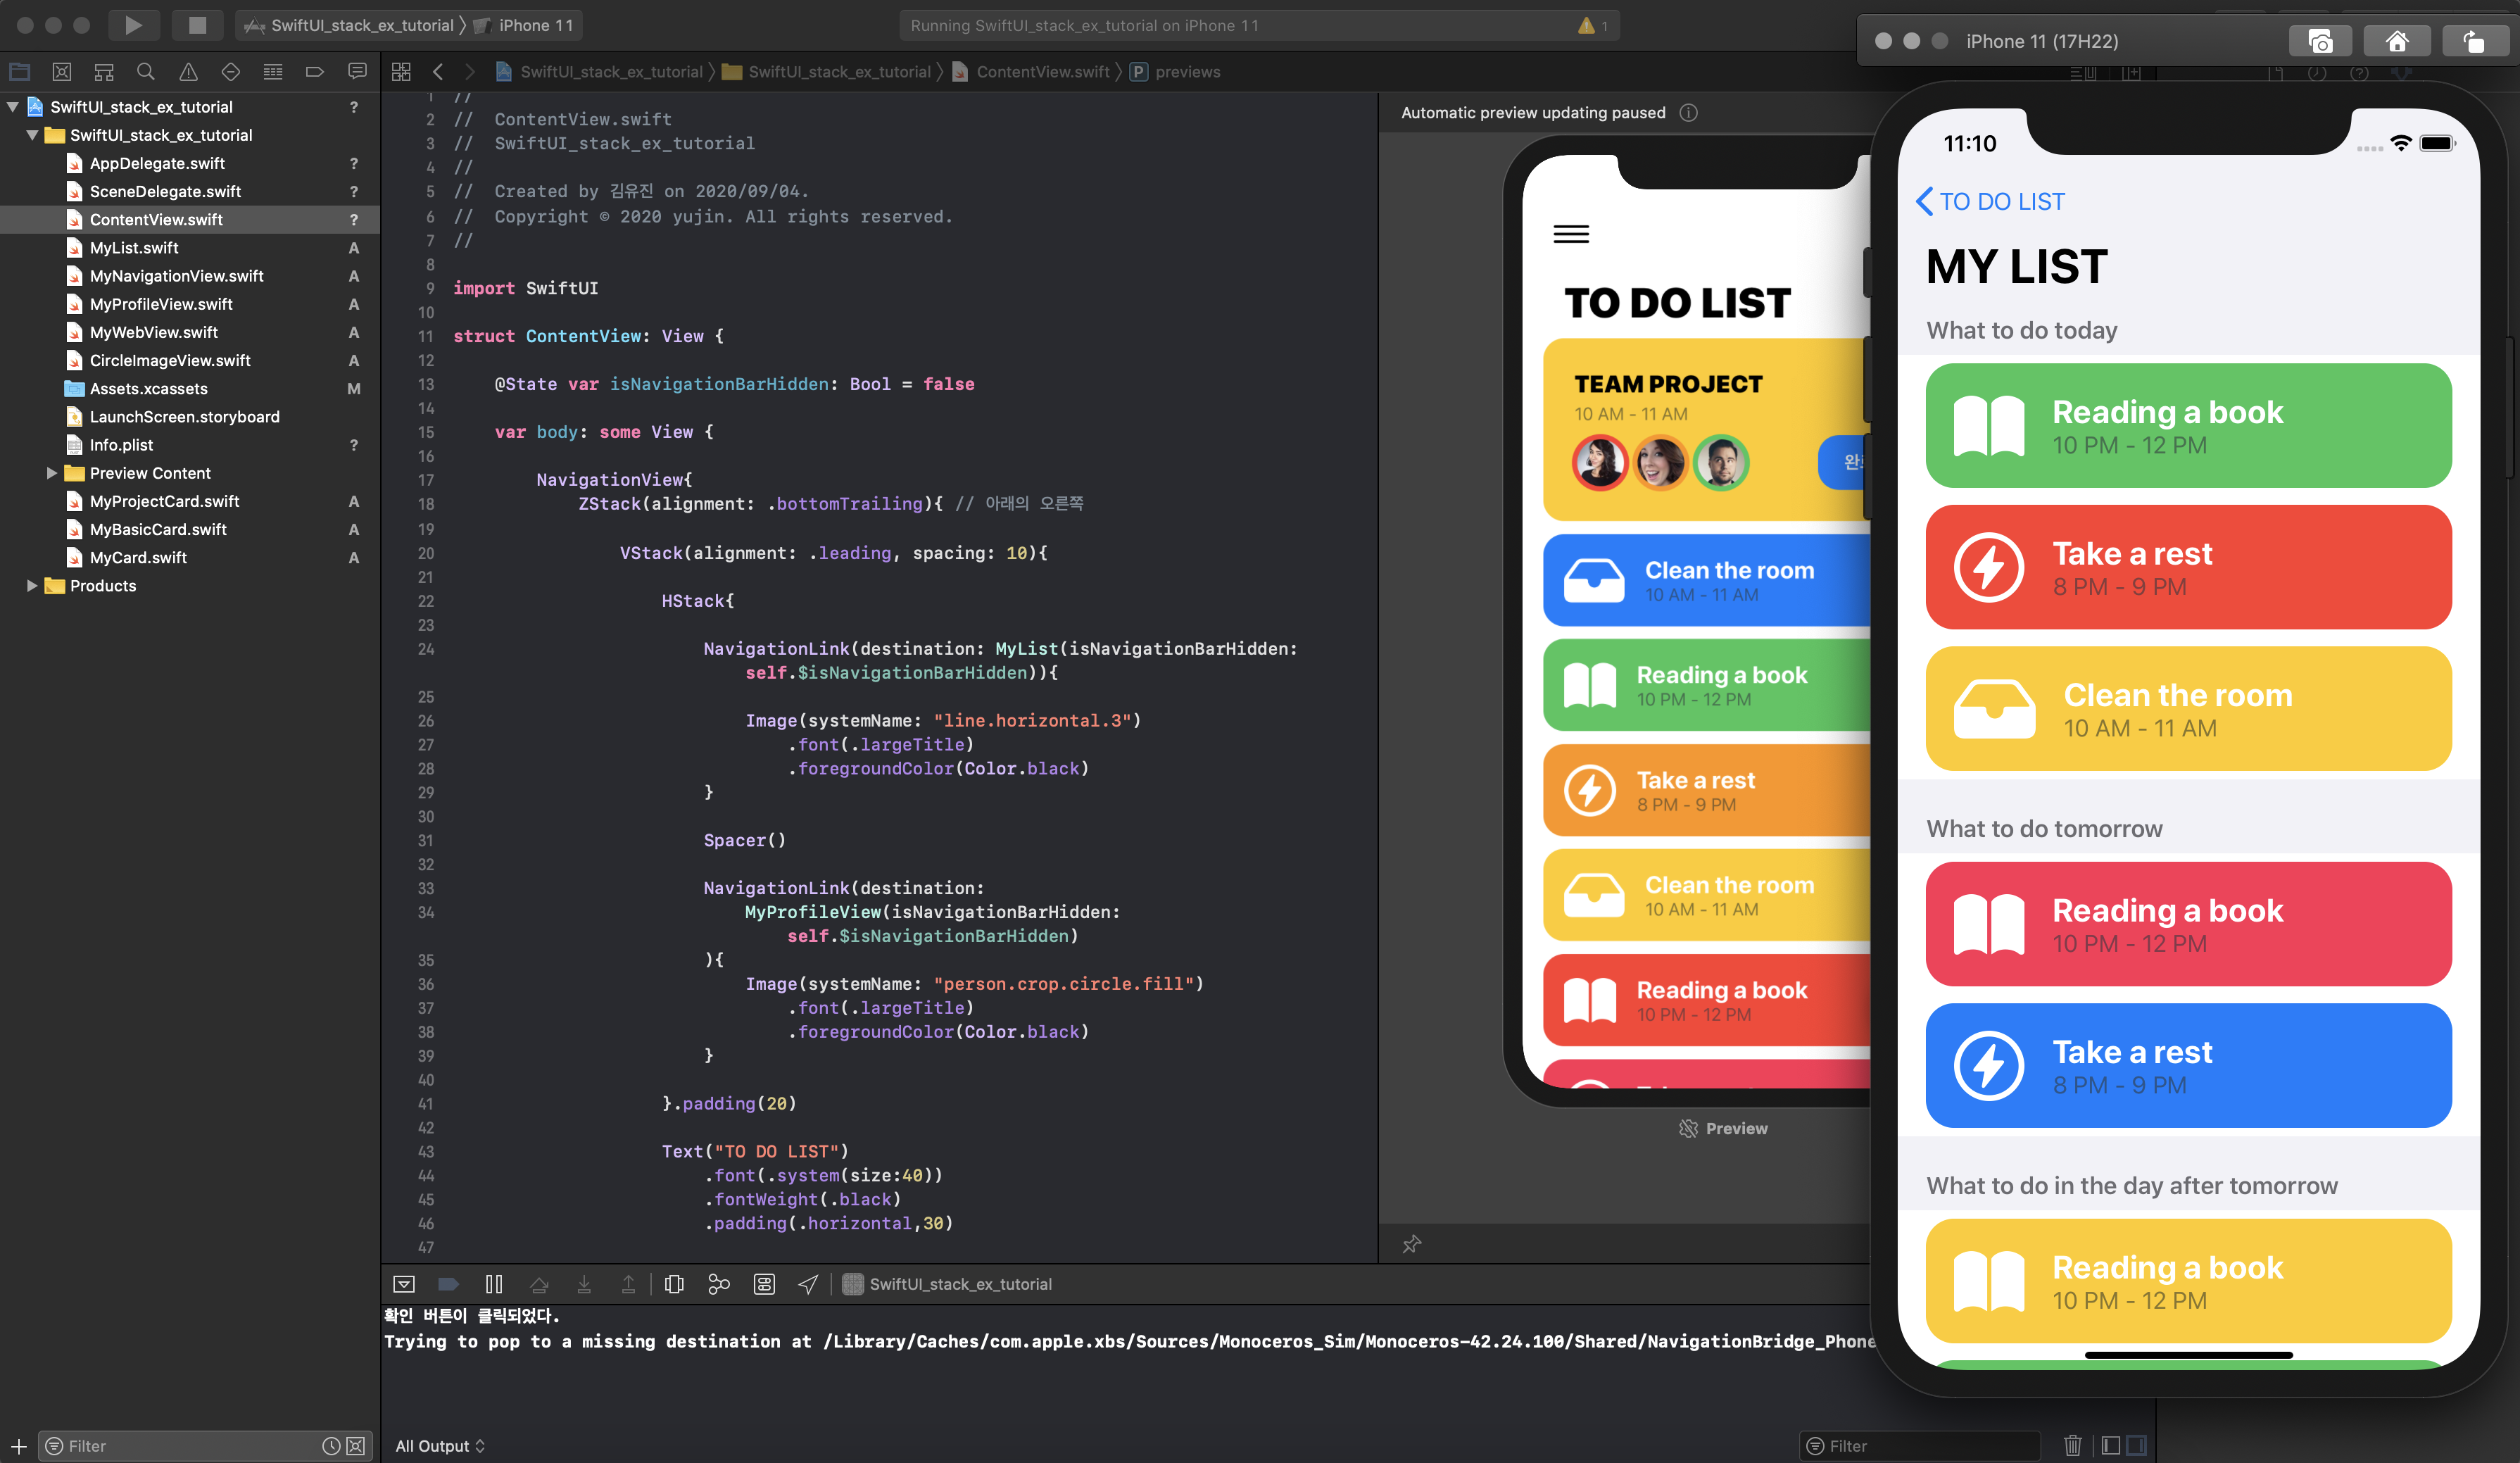 SwiftUI_stack_ex_tutorial
iPhone 11
Running SwiftUI_stack_ex_tutorial on iPhone 11
1
SwiftUI_stack_ex_tutorial
SwiftUI_stack_ex_tutorial
ContentView.swift
P
previews
SwiftUI_stack_ex_tutorial ?
SwiftUI_stack_ex_tutorial
AppDelegate.swift ?
SceneDelegate.swift ?
ContentView.swift ?
MyList.swift A
MyNavigationView.swift A
MyProfileView.swift A
MyWebView.swift A
CircleImageView.swift A
Assets.xcassets M
LaunchScreen.storyboard
Info.plist ?
Preview Content
MyProjectCard.swift A
MyBasicCard.swift A
MyCard.swift A
Products
Filter
1 //
2 //  ContentView.swift
3 //  SwiftUI_stack_ex_tutorial
4 //
5 //  Created by 김유진 on 2020/09/04.
6 //  Copyright © 2020 yujin. All rights reserved.
7 //
8
9 import SwiftUI
10
11 struct ContentView: View {
12
13 @State var isNavigationBarHidden: Bool = false
14
15 var body: some View {
16
17 NavigationView{
18 ZStack(alignment: .bottomTrailing){ // 아래의 오른쪽
19
20 VStack(alignment: .leading, spacing: 10){
21
22 HStack{
23
24 NavigationLink(destination: MyList(isNavigationBarHidden:
self.$isNavigationBarHidden)){
25
26 Image(systemName: "line.horizontal.3")
27 .font(.largeTitle)
28 .foregroundColor(Color.black)
29 }
30
31 Spacer()
32
33 NavigationLink(destination:
34 MyProfileView(isNavigationBarHidden:
self.$isNavigationBarHidden)
35 ){
36 Image(systemName: "person.crop.circle.fill")
37 .font(.largeTitle)
38 .foregroundColor(Color.black)
39 }
40
41 }.padding(20)
42
43 Text("TO DO LIST")
44 .font(.system(size:40))
45 .fontWeight(.black)
46 .padding(.horizontal,30)
47
SwiftUI_stack_ex_tutorial
확인 버튼이 클릭되었다.
Trying to pop to a missing destination at /Library/Caches/com.apple.xbs/Sources/Monoceros_Sim/Monoceros-42.24.100/Shared/NavigationBridge_Phone
All Output
Filter
Automatic preview updating paused
TO DO LIST
TEAM PROJECT
10 AM - 11 AM
Clean the room
10 AM - 11 AM
Reading a book
10 PM - 12 PM
Take a rest
8 PM - 9 PM
Clean the room
10 AM - 11 AM
Reading a book
10 PM - 12 PM
Preview
iPhone 11 (17H22)
11:10
TO DO LIST
MY LIST
What to do today
Reading a book
10 PM - 12 PM
Take a rest
8 PM - 9 PM
Clean the room
10 AM - 11 AM
What to do tomorrow
Reading a book
10 PM - 12 PM
Take a rest
8 PM - 9 PM
What to do in the day after tomorrow
Reading a book
10 PM - 12 PM